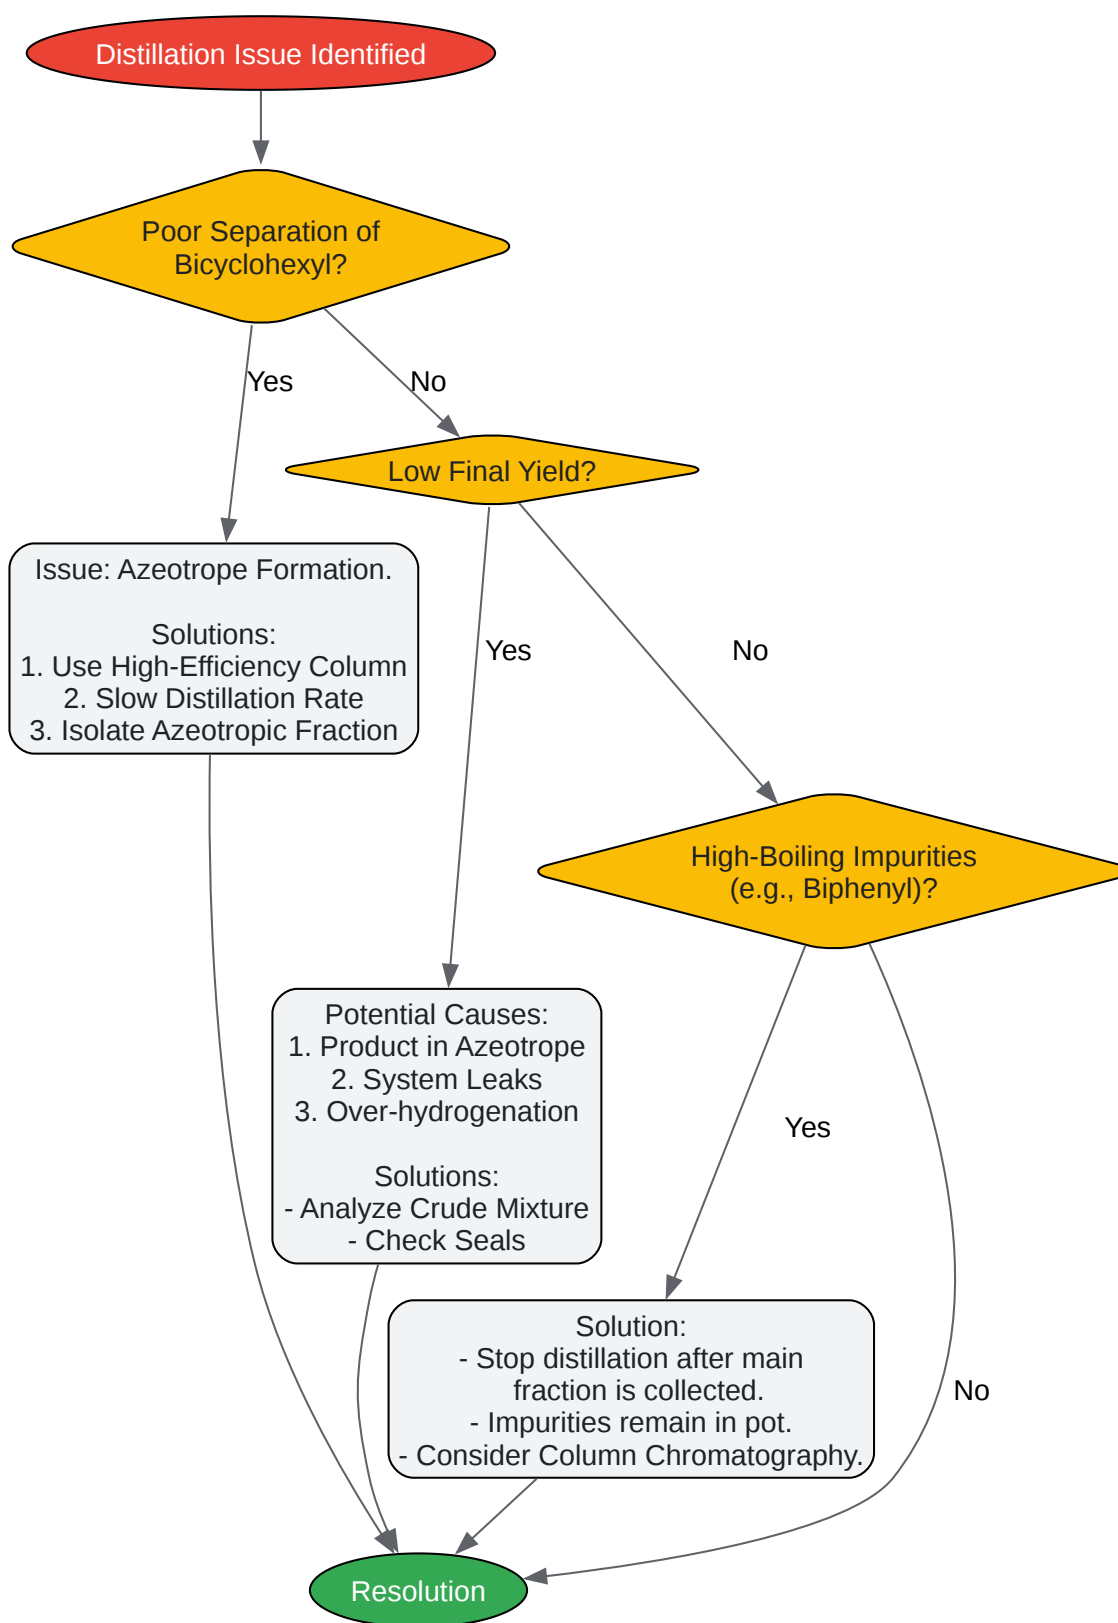 Distillation Issue Identified
Poor Separation of
Bicyclohexyl?
Yes
No
Low Final Yield?
Issue: Azeotrope Formation.
Solutions:
1. Use High-Efficiency Column
2. Slow Distillation Rate
3. Isolate Azeotropic Fraction
Yes
No
High-Boiling Impurities
(e.g., Biphenyl)?
Potential Causes:
1. Product in Azeotrope
2. System Leaks
3. Over-hydrogenation
Solutions:
- Analyze Crude Mixture
- Check Seals
Yes
No
Solution:
- Stop distillation after main
fraction is collected.
- Impurities remain in pot.
- Consider Column Chromatography.
Resolution